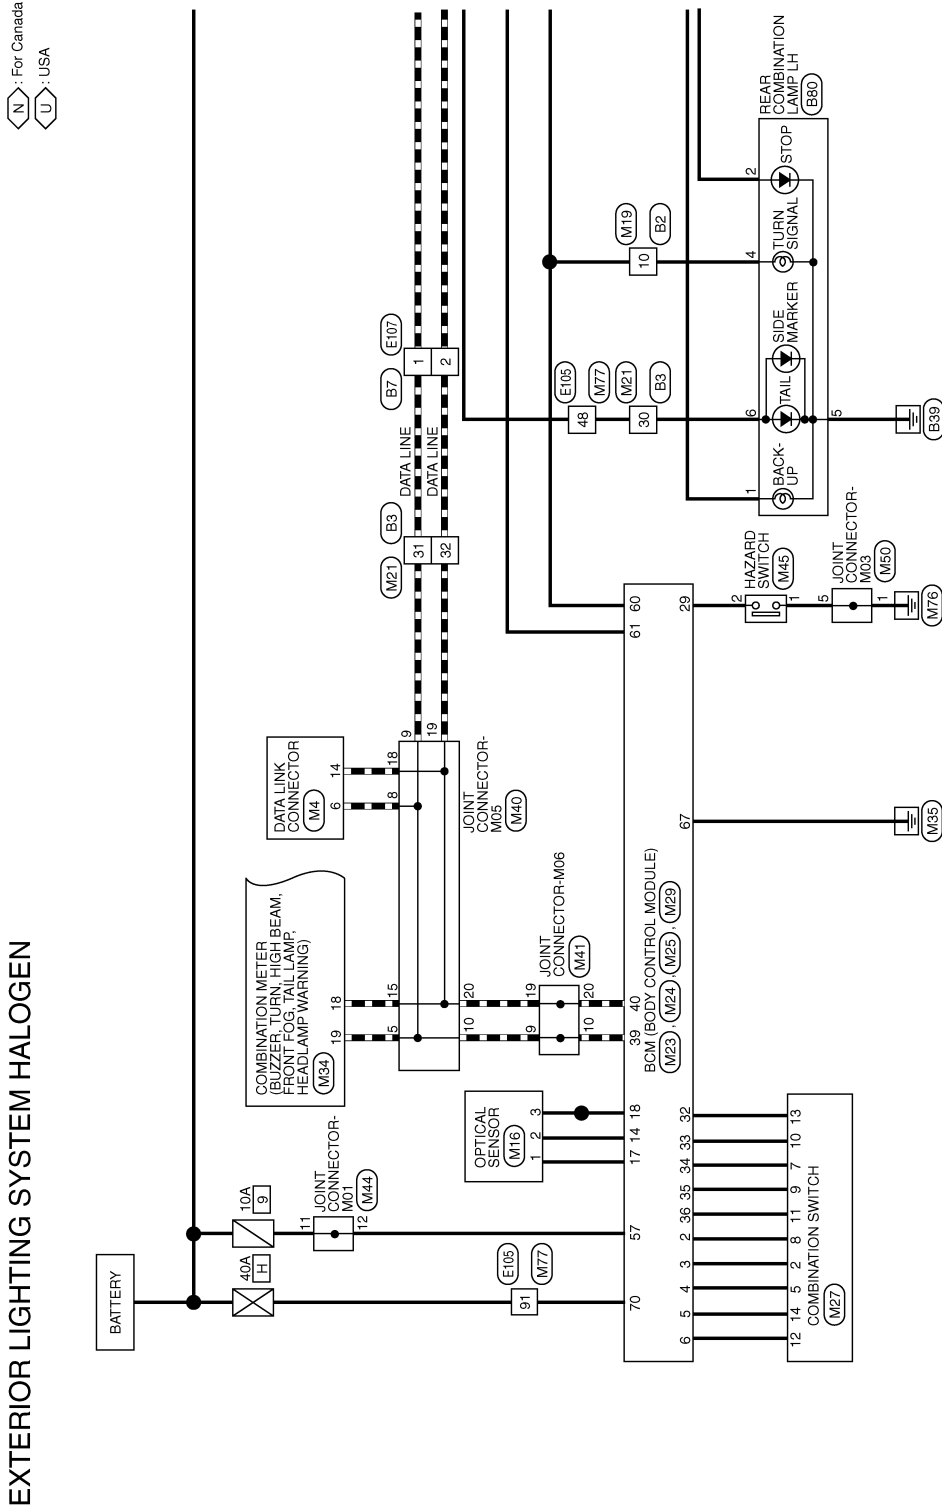 EXTERIOR LIGHTING SYSTEM HALOGEN
N : For Canada
U : USA
BATTERY
40A
H
10A
9
11
JOINT
CONNECTOR-
M01
M44
12
E105
M77
91
70
57
COMBINATION METER
(BUZZER, TURN, HIGH BEAM,
FRONT FOG, TAIL LAMP,
HEADLAMP WARNING)
M34
19
18
DATA LINK
CONNECTOR
M4
6
14
5
15
8
18
9
19
10
20
JOINT
CONNECTOR-
M05
M40
OPTICAL
SENSOR
M16
1
2
3
17
14
18
9
19
JOINT
CONNECTOR-M06
M41
10
20
39
40
BCM (BODY CONTROL MODULE)
M23 , M24 , M25 , M29
61
60
M21
B3
31
32
DATA LINE
DATA LINE
B7
E107
1
2
E105
M77
48
M21
B3
30
M19
B2
10
6
5
4
3
2
36
35
34
33
32
67
29
12
14
5
2
8
11
9
7
10
13
COMBINATION SWITCH
M27
M35
2
HAZARD
SWITCH
M45
1
5
JOINT
CONNECTOR-
M03
M50
1
M76
1
6
4
2
BACK-
UP
TAIL
SIDE
MARKER
TURN
SIGNAL
STOP
REAR
COMBINATION
LAMP LH
B80
5
B39